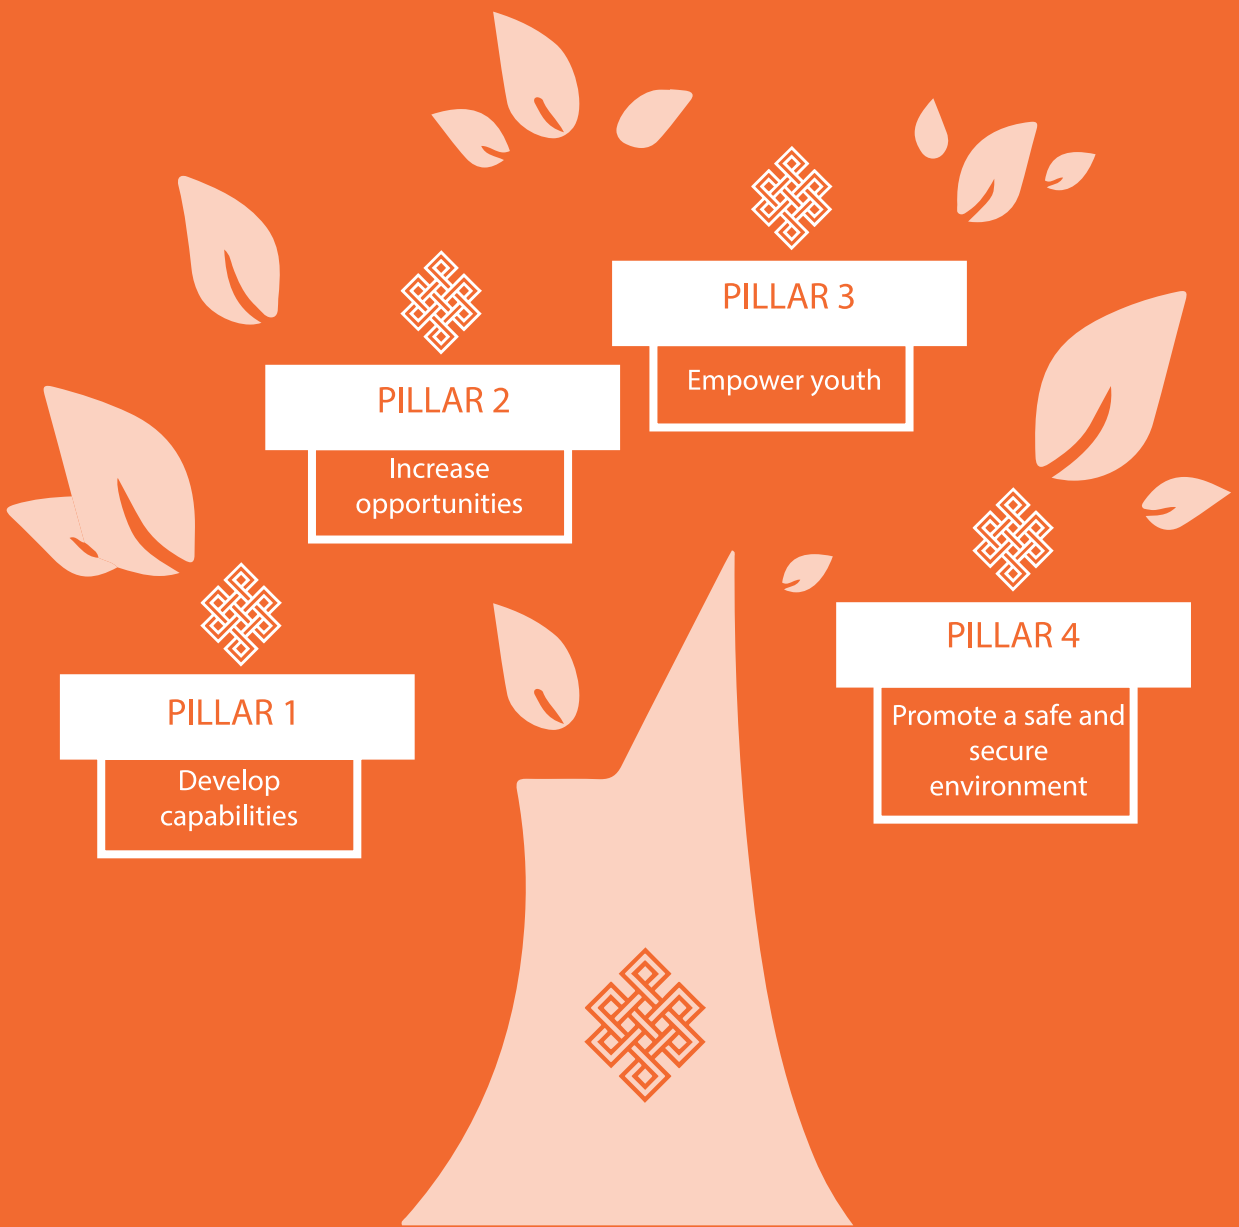 PILLAR 1
Develop
capabilities
PILLAR 2
Increase
opportunities
PILLAR 3
Empower youth
PILLAR 4
Promote a safe and
secure
environment